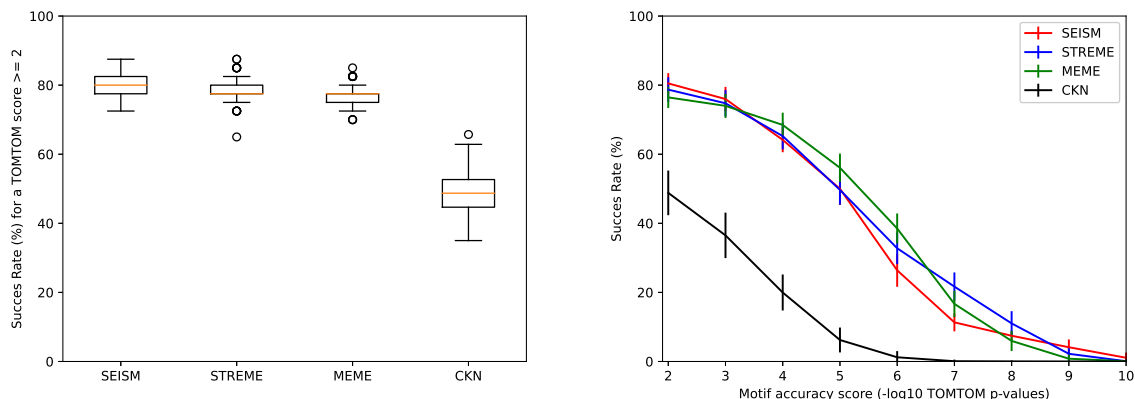 Succes Rate (%) for a TOMTOM score >= 2
100
80
60
40
20
0
SEISM STREME MEME CKN
Succes Rate (%)
100
80
60
40
20
0
2 3 4 5 6 7 8 9 10
Motif accuracy score (-log10 TOMTOM p-values)
SEISM
STREME
MEME
CKN